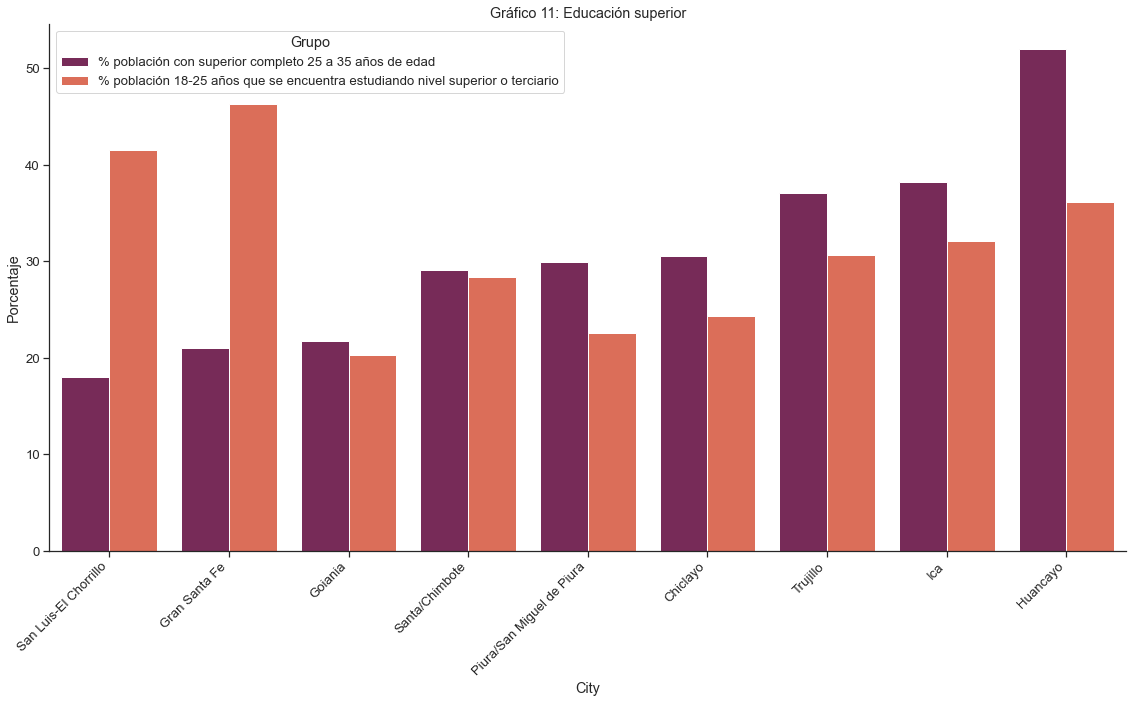 Gráfico 11: Educación superior
Grupo
% población con superior completo 25 a 35 años de edad
% población 18-25 años que se encuentra estudiando nivel superior o terciario
Porcentaje
50
40
30
20
10
0
San Luis-El Chorrillo
Gran Santa Fe
Goiania
Santa/Chimbote
Piura/San Miguel de Piura
Chiclayo
Trujillo
Ica
Huancayo
City